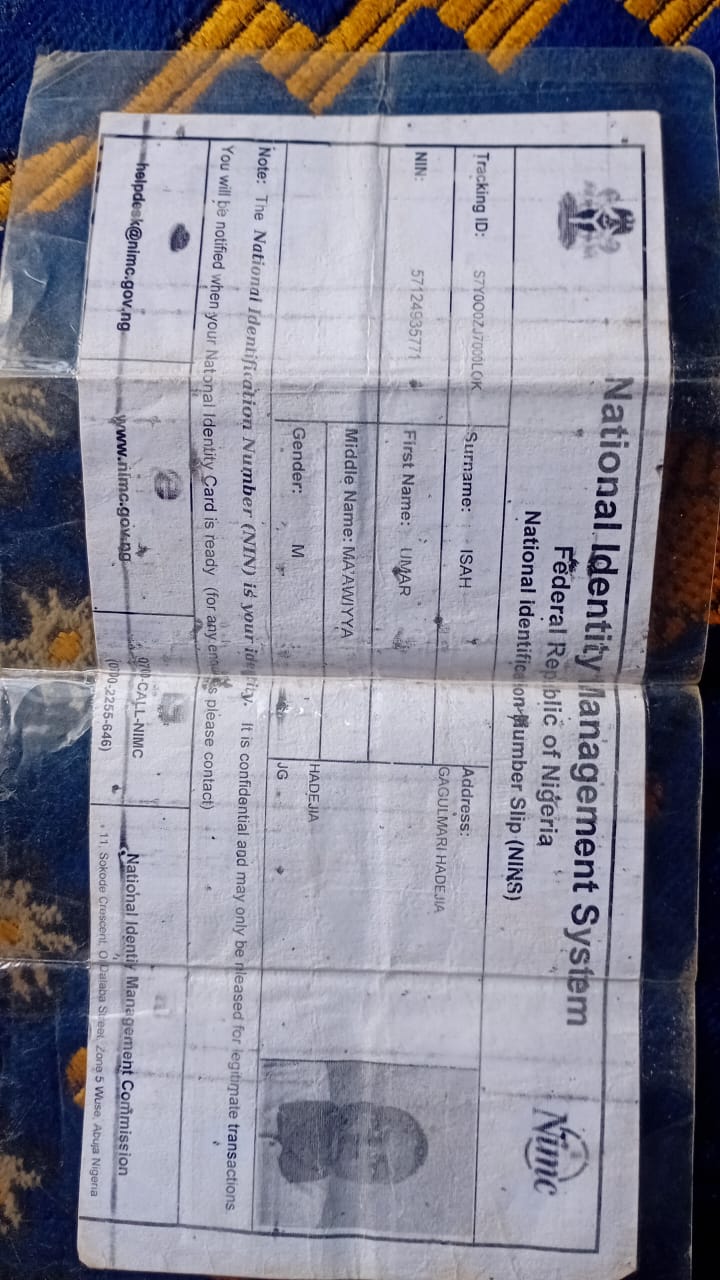 National Identity Management System
Federal Republic of Nigeria
National Identification Number Slip (NINS)
Nimc
Tracking ID: S7Y0O0ZJ7000LOK
Surname: ISAH
Address:
GAGULMARI HADEJIA
NIN: 57124935771
First Name: UMAR
Middle Name: MA'AWIYYA
HADEJIA
Gender: M
JG
Note: The National Identification Number (NIN) is your identity. It is confidential and may only be released for legitimate transactions.
You will be notified when your National Identity Card is ready (for any please contact)
helpdesk@nimc.gov.ng
www.nimc.gov.ng
0700-CALL-NIMC
(0700-2255-646)
National Identity Management Commission
11, Sokode Crescent, Dalaba Street, Zone 5 Wuse, Abuja Nigeria